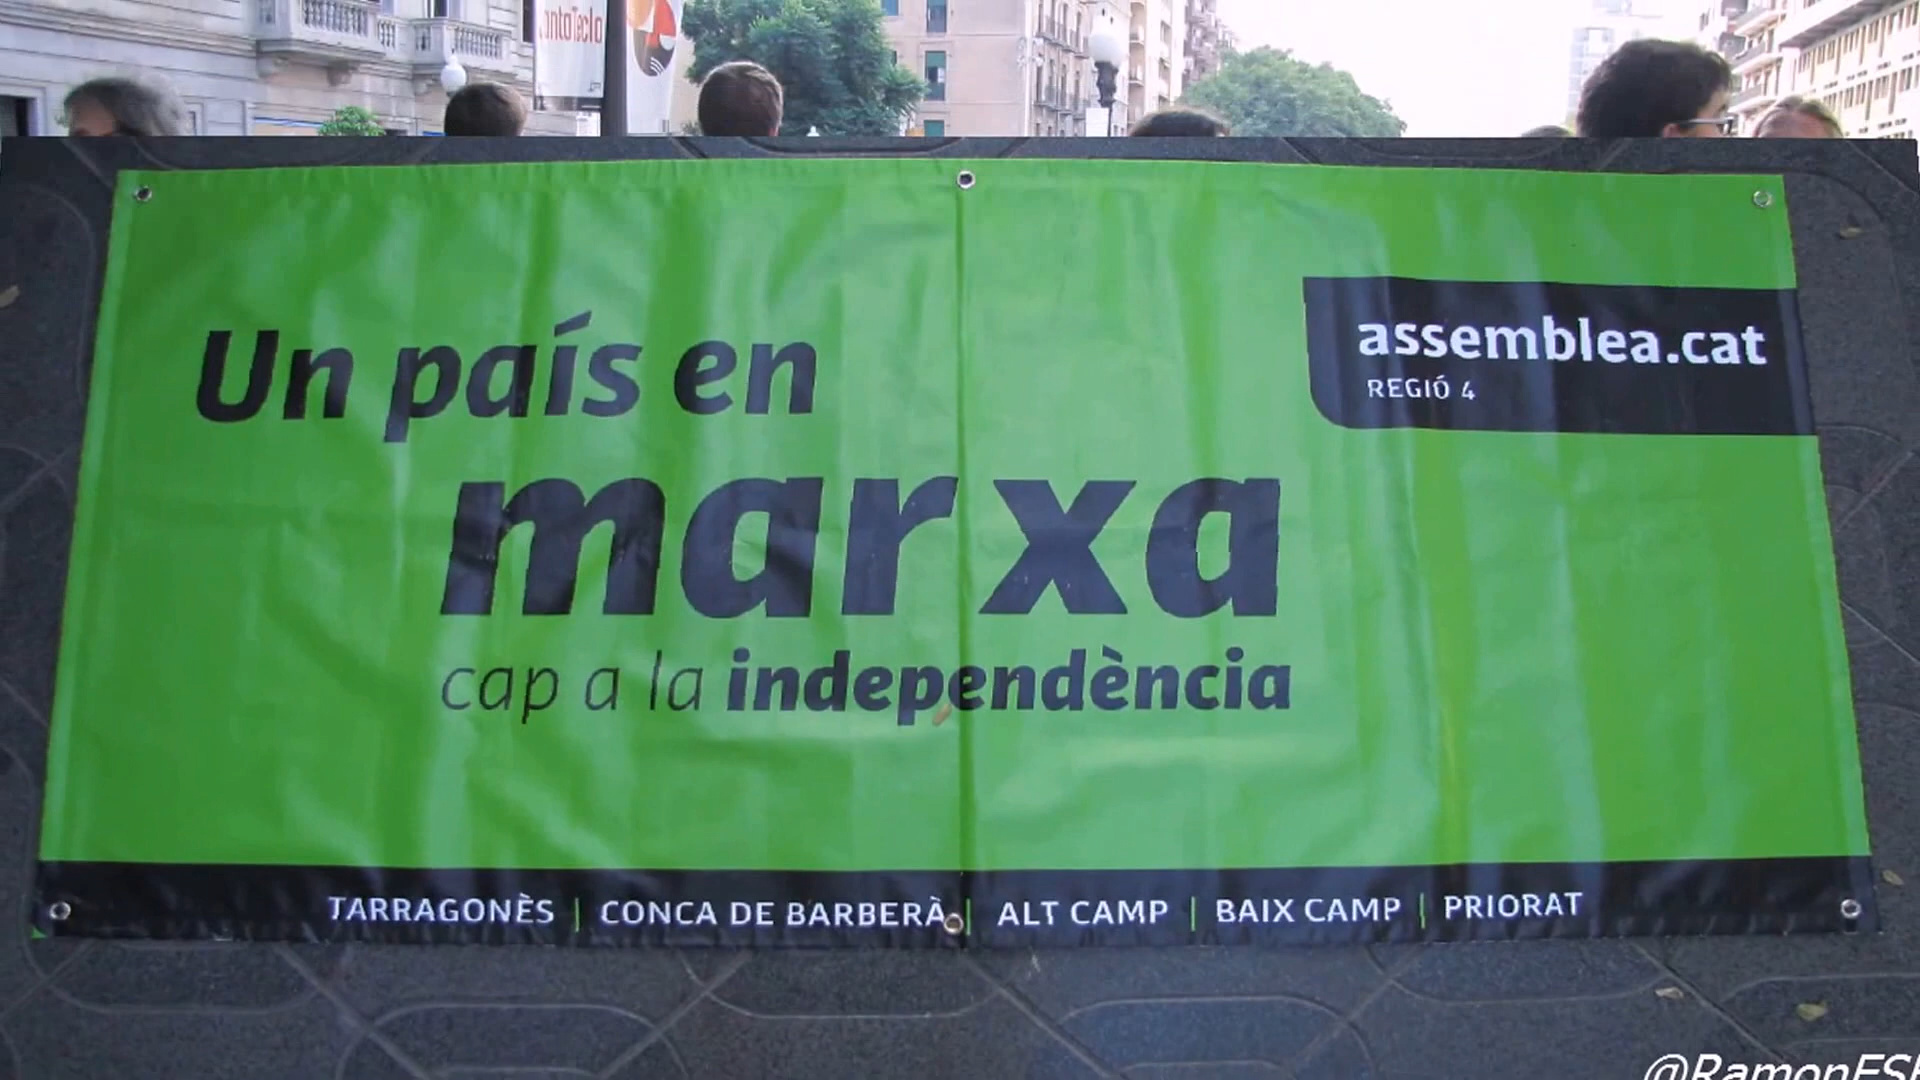 Un país en
marxa
cap a la independència
assemblea.cat
REGIÓ 4
TARRAGONÈS | CONCA DE BARBERÀ | ALT CAMP | BAIX CAMP | PRIORAT